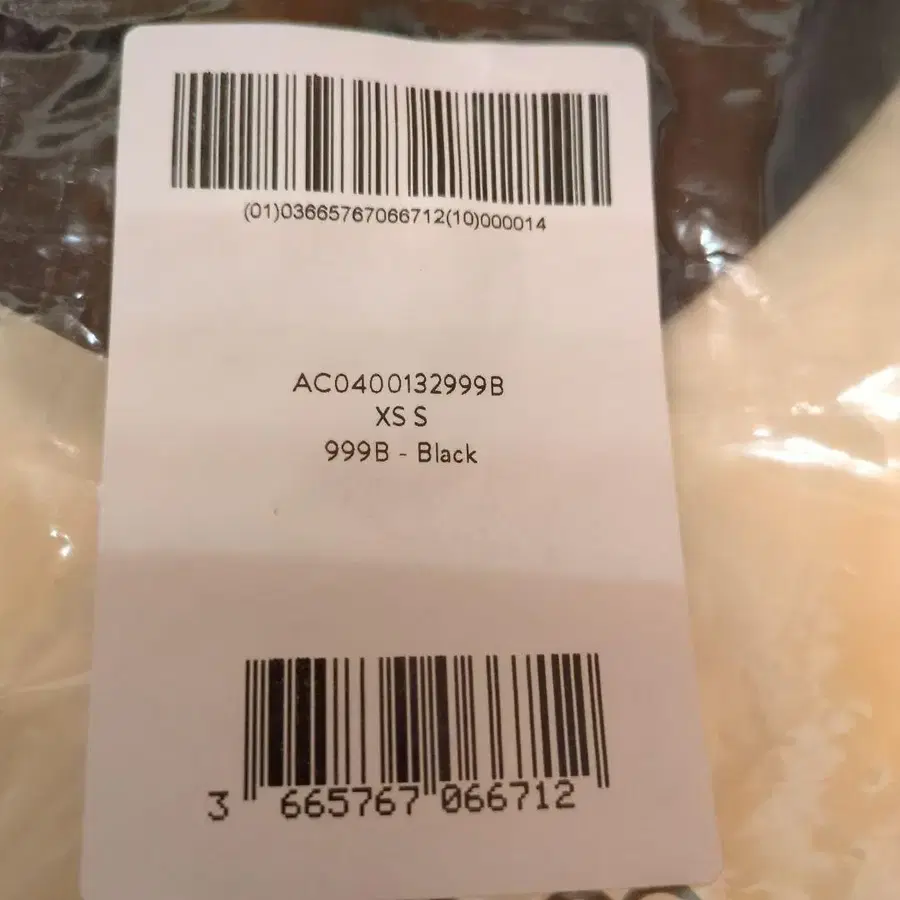 (01)03665767066712(10)000014
AC0400132999B
XS S
999B - Black
3 665767 066712